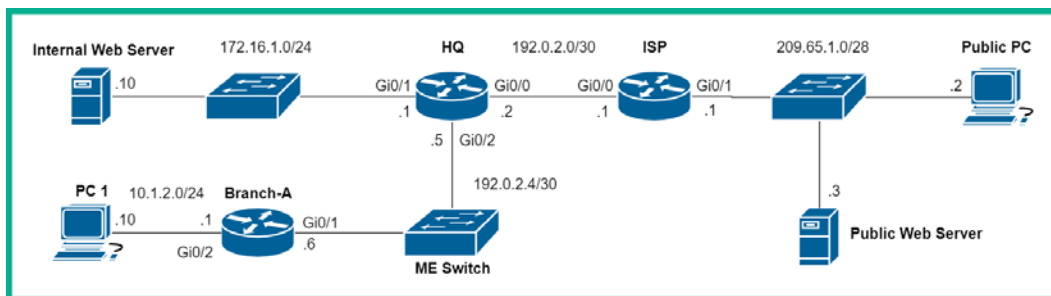 Internal Web Server
172.16.1.0/24
HQ
192.0.2.0/30
ISP
209.65.1.0/28
Public PC
.10
Gi0/1
.1
Gi0/0
.2
Gi0/0
.1
Gi0/1
.1
.2
.5
Gi0/2
PC 1
10.1.2.0/24
Branch-A
192.0.2.4/30
.3
.10
.1
Gi0/1
.6
Gi0/2
Public Web Server
ME Switch